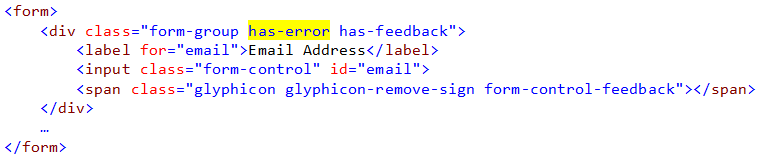 <form>
<div class="form-group has-error has-feedback">
<label for="email">Email Address</label>
<input class="form-control" id="email">
<span class="glyphicon glyphicon-remove-sign form-control-feedback"></span>
</div>
…
</form>